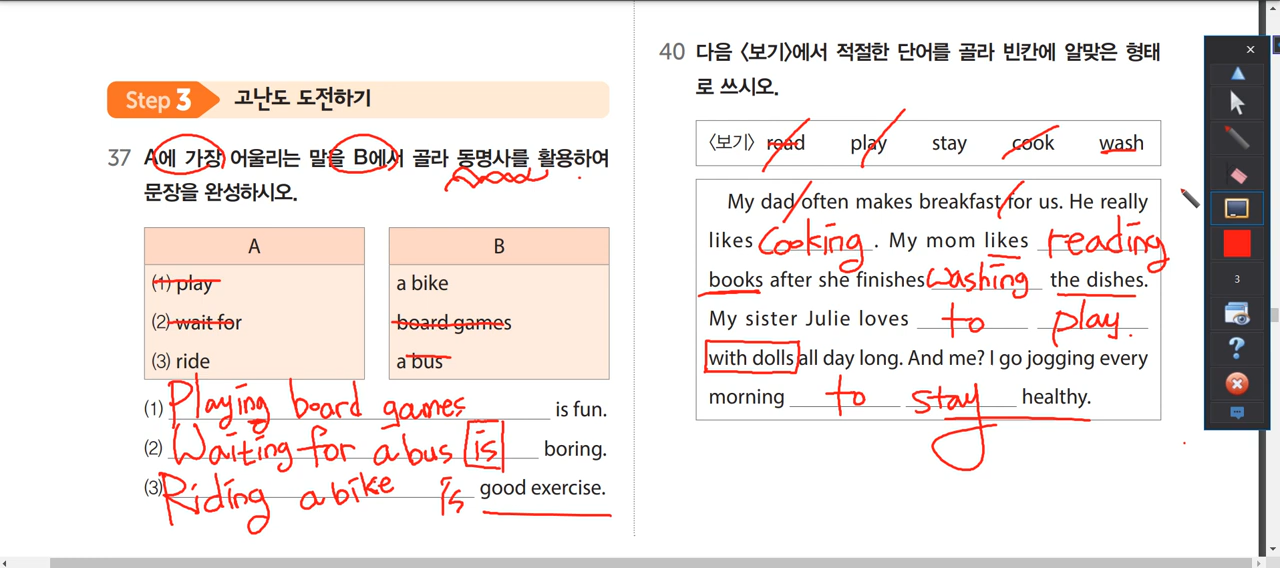 Step 3 고난도 도전하기
37 A에 가장 어울리는 말을 B에서 골라 동명사를 활용하여
문장을 완성하시오.
A B
(1) play a bike
(2) wait for board games
(3) ride a bus
(1) Playing board games is fun.
(2) Waiting for a bus is boring.
(3) Riding a bike is good exercise.
40 다음 〈보기〉에서 적절한 단어를 골라 빈칸에 알맞은 형태
로 쓰시오.
〈보기〉 read play stay cook wash
My dad often makes breakfast for us. He really
likes cooking. My mom likes reading
books after she finishes washing the dishes.
My sister Julie loves to play.
with dolls all day long. And me? I go jogging every
morning to stay healthy.
3